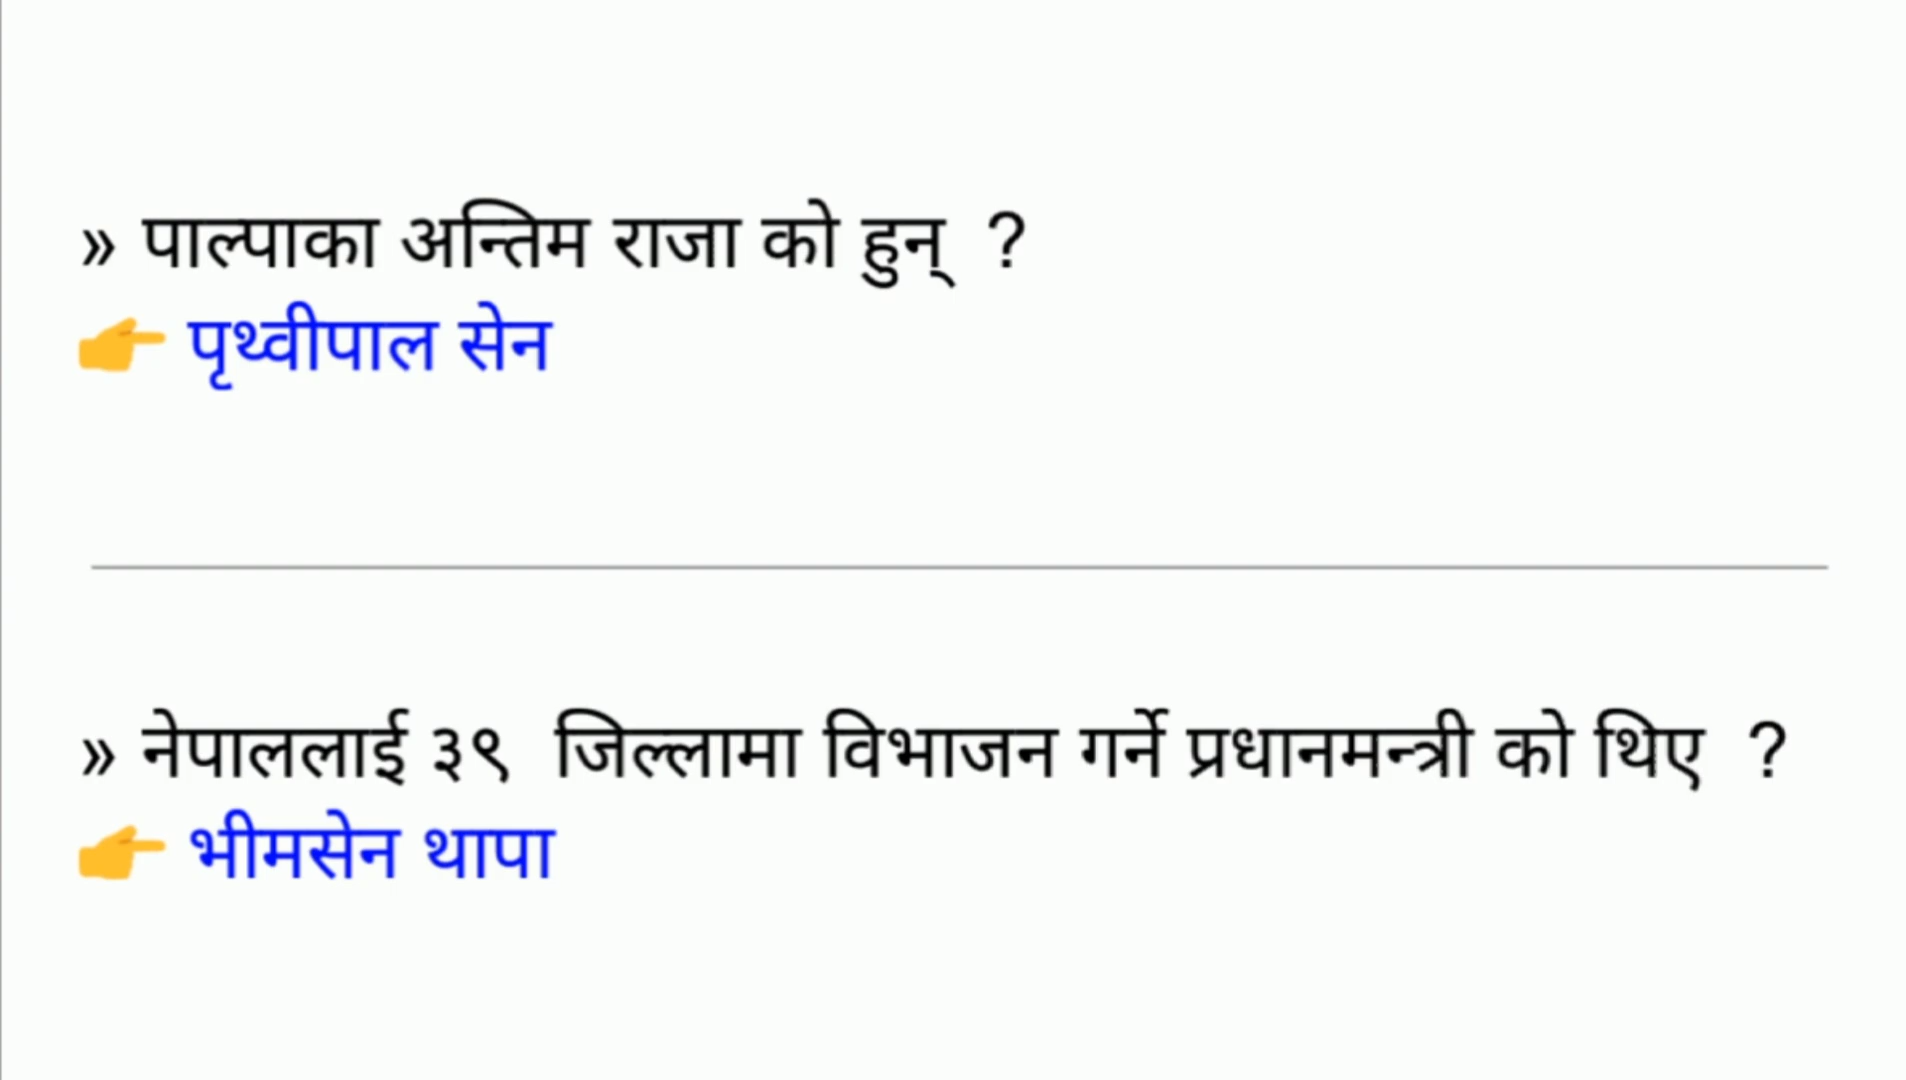 » पाल्पाका अन्तिम राजा को हुन् ?
👉 पृथ्वीपाल सेन
» नेपाललाई ३९ जिल्लामा विभाजन गर्ने प्रधानमन्त्री को थिए ?
👉 भीमसेन थापा